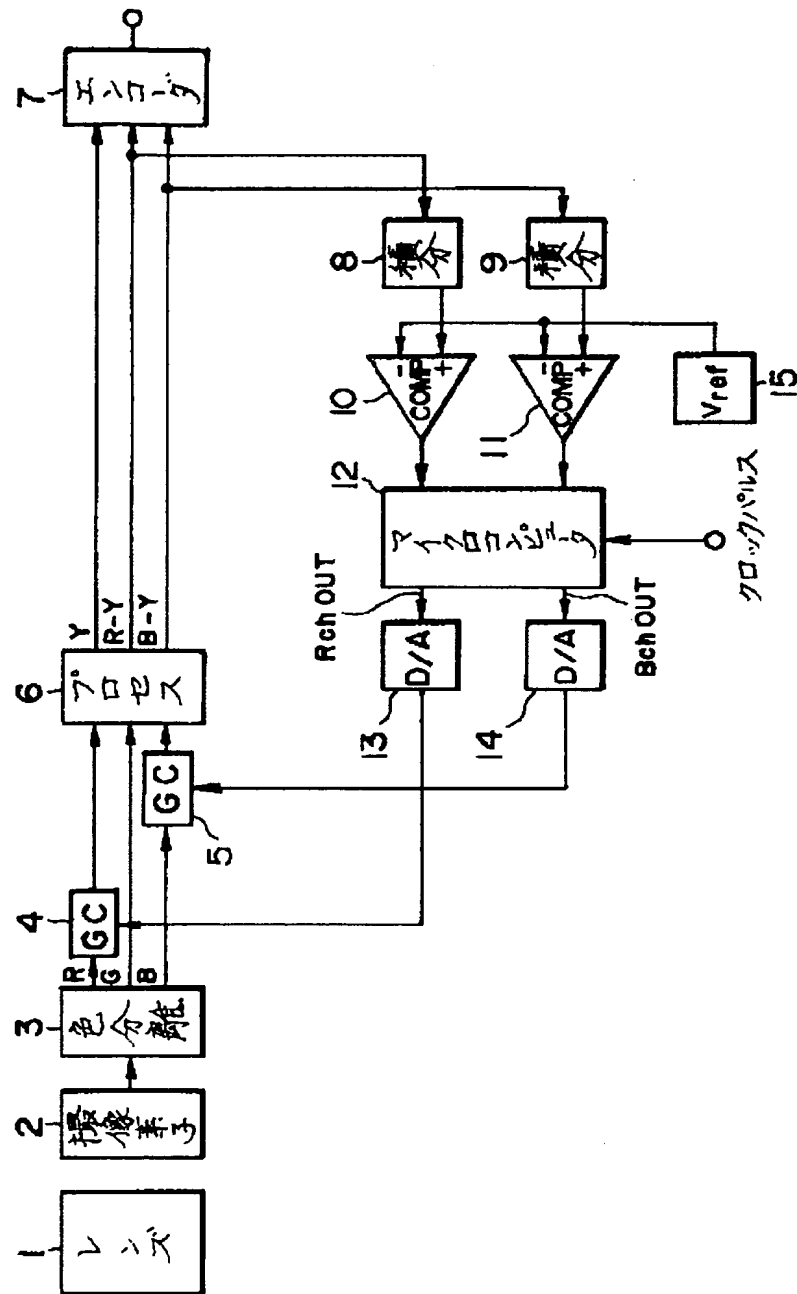 1
レンズ
2
撮像素子
3
色分離
R
G
B
4
GC
5
GC
6
プロセス
Y
R-Y
B-Y
7
エンコーダ
8
積分
9
積分
10
COMP
-
+
11
COMP
-
+
12
マイクロコンピュータ
Rch OUT
Bch OUT
13
D/A
14
D/A
Vref
15
クロックパルス